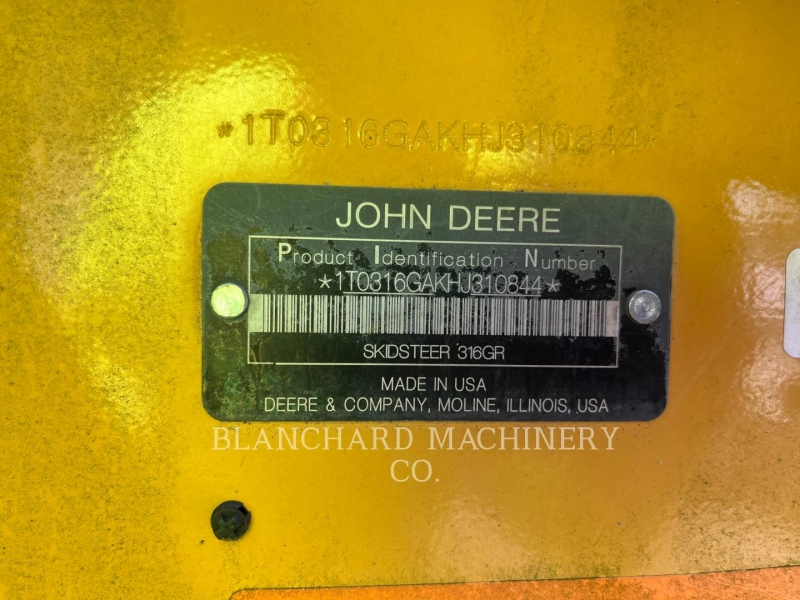 *1T0316GAKHJ310844*
JOHN DEERE
Product Identification Number
*1T0316GAKHJ310844*
SKIDSTEER 316GR
MADE IN USA
DEERE & COMPANY, MOLINE, ILLINOIS, USA
BLANCHARD MACHINERY
CO.